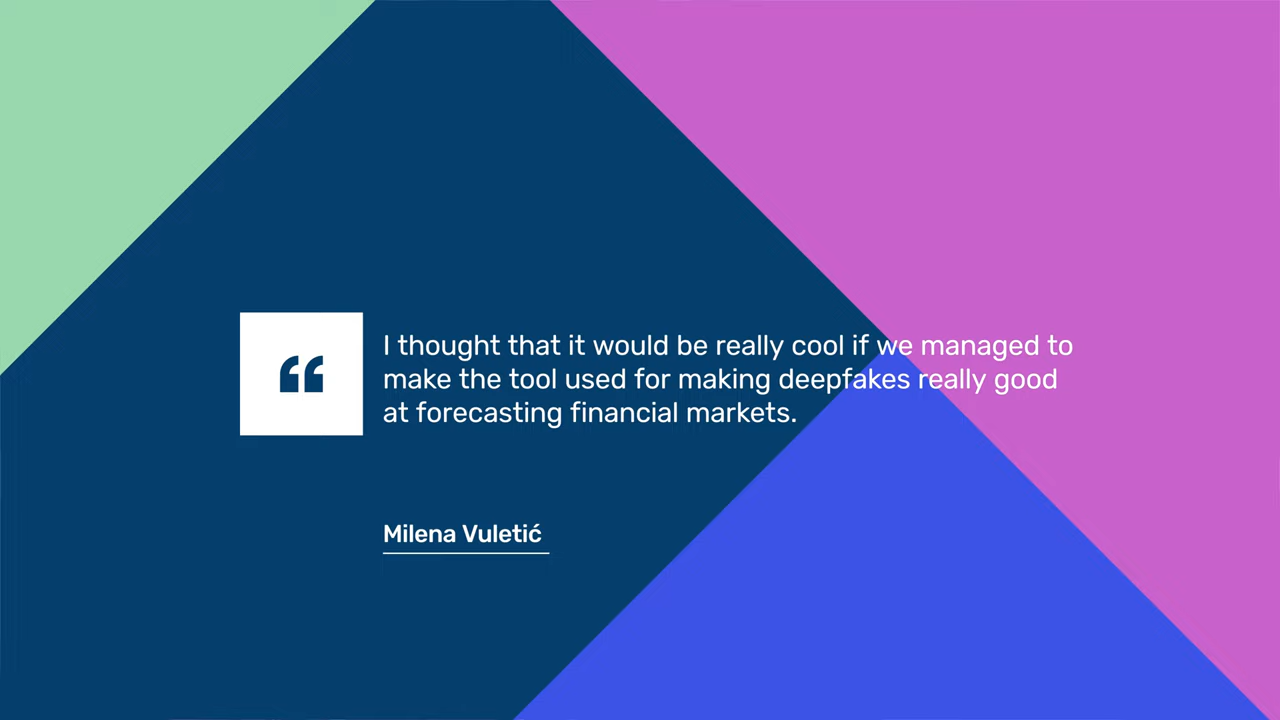 “
I thought that it would be really cool if we managed to
make the tool used for making deepfakes really good
at forecasting financial markets.
Milena Vuletić